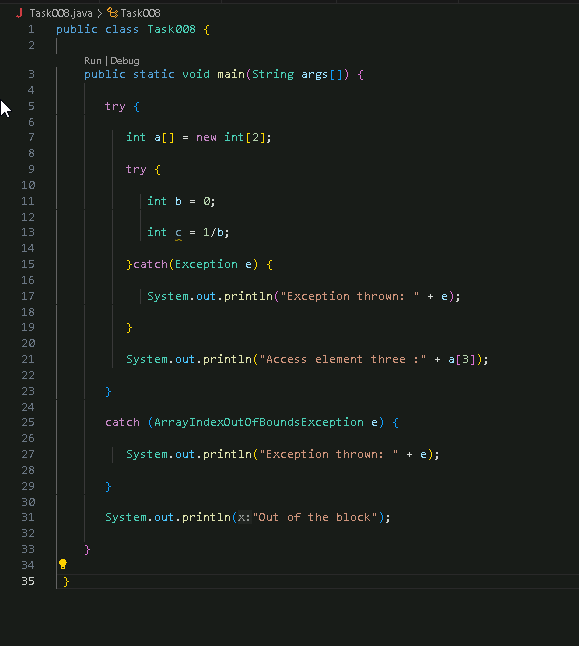 J Task008.java > Task008
1 public class Task008 {
2
Run | Debug
3 public static void main(String args[]) {
4
5 try {
6
7 int a[] = new int[2];
8
9 try {
10
11 int b = 0;
12
13 int c = 1/b;
14
15 }catch(Exception e) {
16
17 System.out.println("Exception thrown: " + e);
18
19 }
20
21 System.out.println("Access element three :" + a[3]);
22
23 }
24
25 catch (ArrayIndexOutOfBoundsException e) {
26
27 System.out.println("Exception thrown: " + e);
28
29 }
30
31 System.out.println(x:"Out of the block");
32
33 }
34
35 }